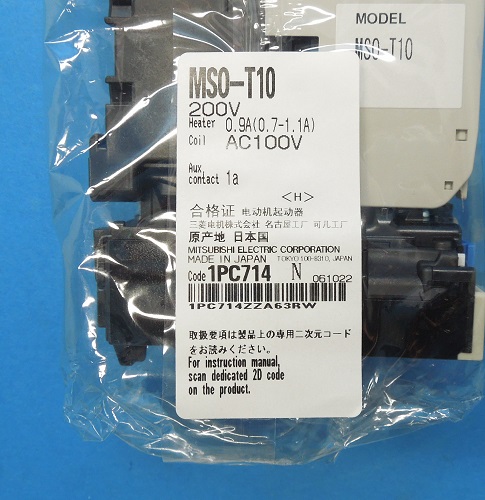 MODEL
MSO-T10
MSO-T10
200V
Heater 0.9A(0.7-1.1A)
Coil AC100V
Aux. contact 1a
<H>
合格证 电动机起动器
三菱电机株式会社 名古屋工厂 可儿工厂
原产地 日本国
MITSUBISHI ELECTRIC CORPORATION
MADE IN JAPAN TOKYO 100-8310, JAPAN
Code 1PC714 N 061022
1PC714ZZA63RW
取扱要項は製品上の専用二次元コード
をお読みください。
For instruction manual,
scan dedicated 2D code
on the product.